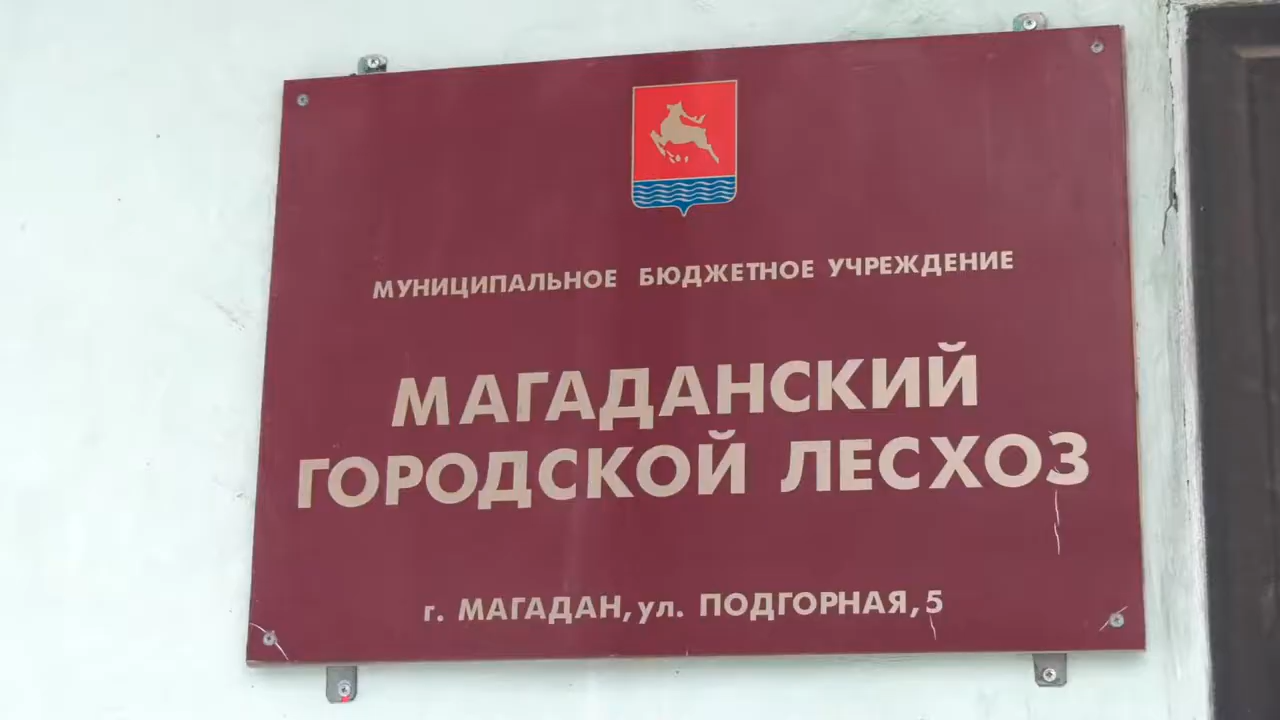 МУНИЦИПАЛЬНОЕ БЮДЖЕТНОЕ УЧРЕЖДЕНИЕ
МАГАДАНСКИЙ
ГОРОДСКОЙ ЛЕСХОЗ
г. МАГАДАН, ул. ПОДГОРНАЯ, 5